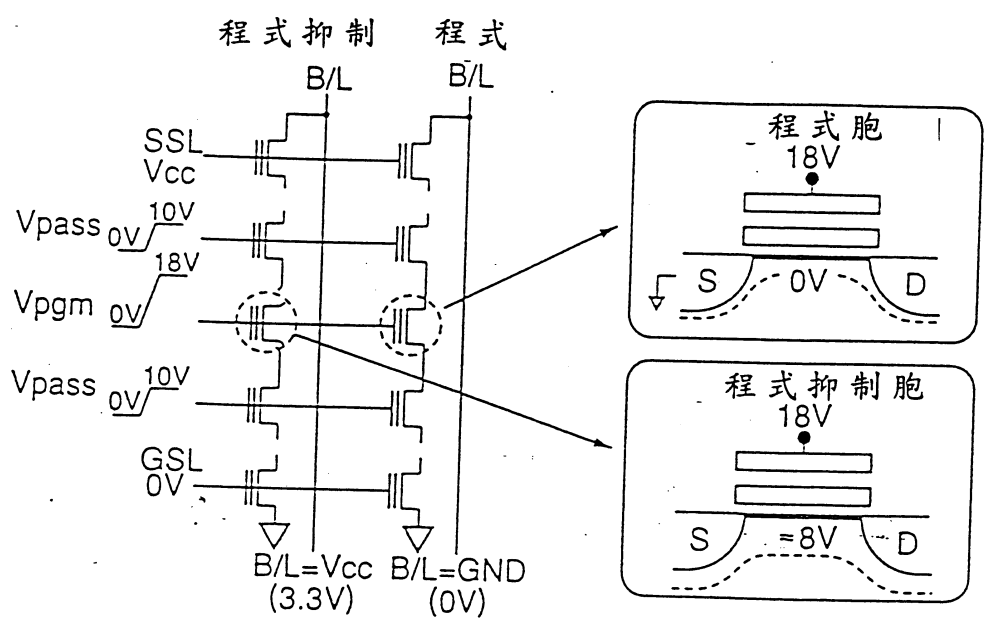 程式抑制
程式
B/L
B/L
SSL
Vcc
Vpass 0V 10V
Vpgm 0V 18V
Vpass 0V 10V
GSL
0V
B/L=Vcc
(3.3V)
B/L=GND
(0V)
程式胞
18V
S 0V D
程式抑制胞
18V
S ≈8V D